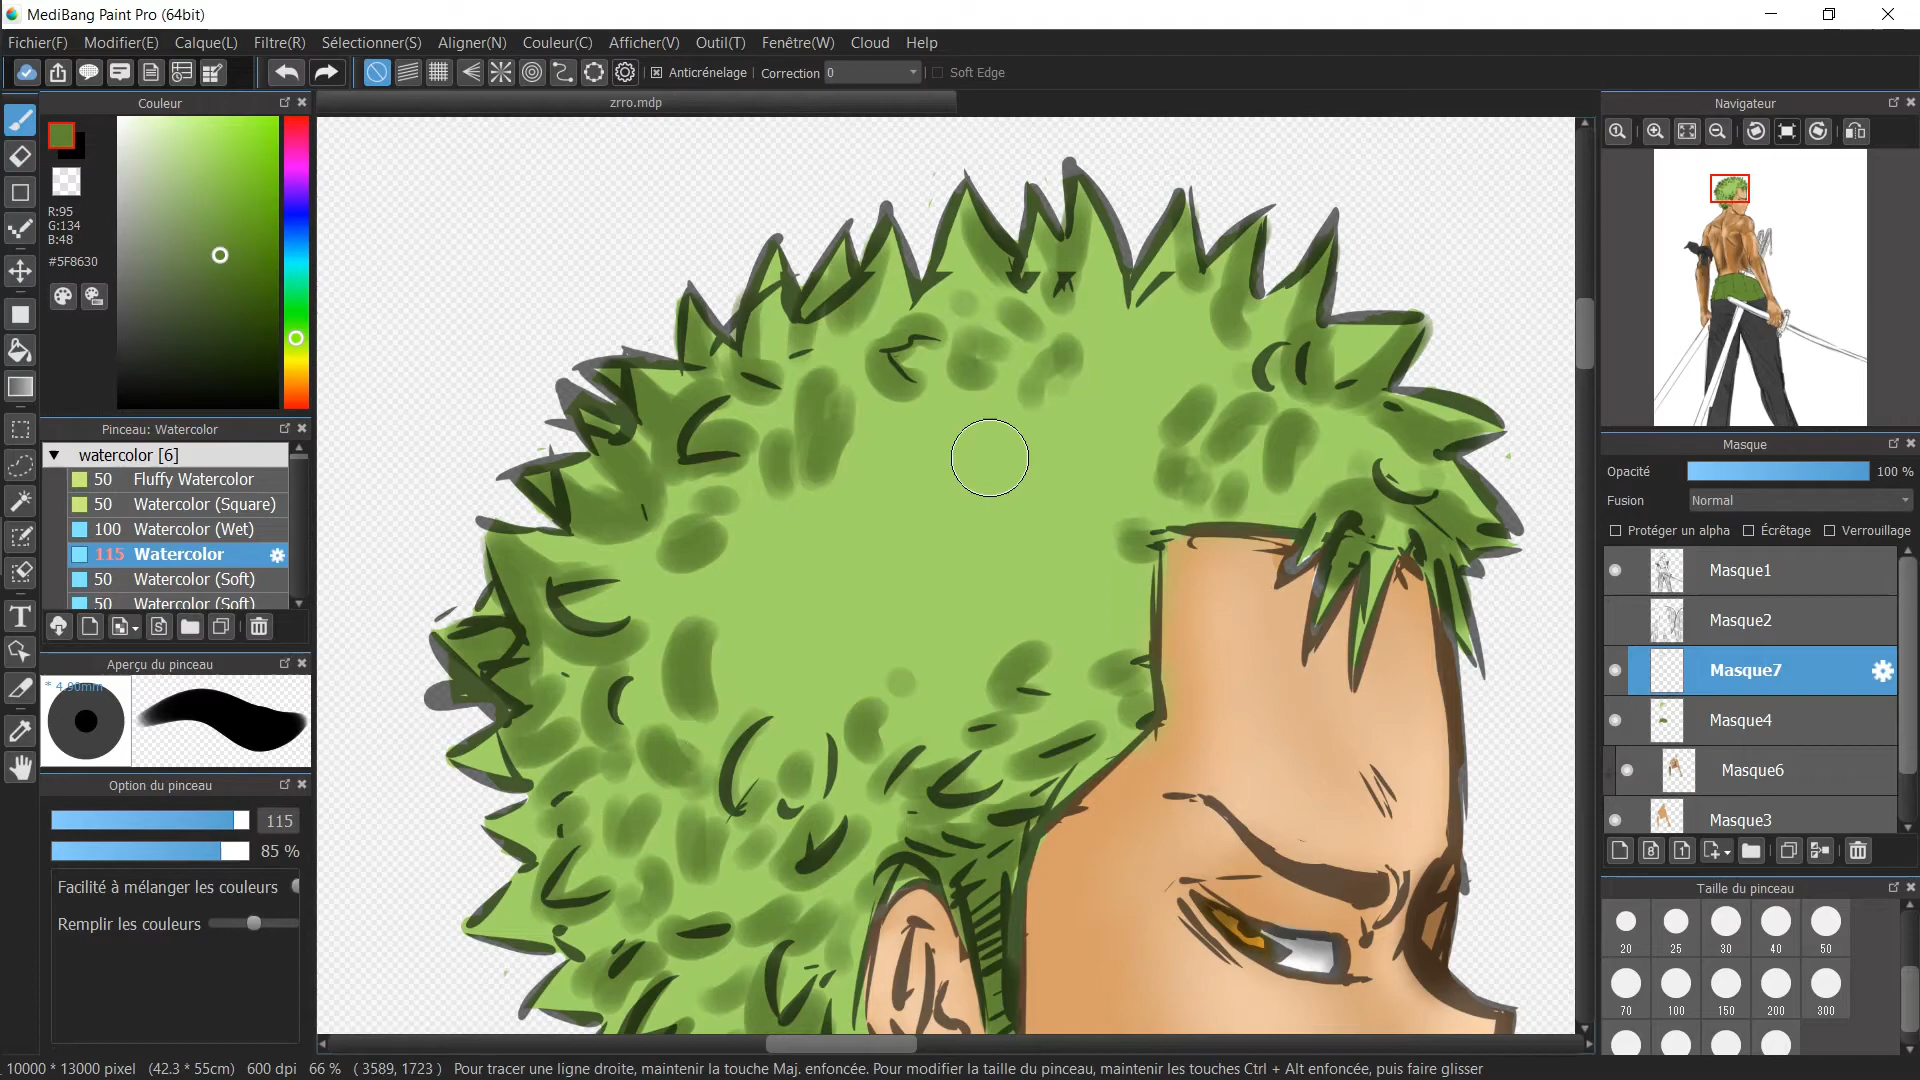 MediBang Paint Pro (64bit)
Fichier(F) Modifier(E) Calque(L) Filtre(R) Sélectionner(S) Aligner(N) Couleur(C) Afficher(V) Outil(T) Fenêtre(W) Cloud Help
Anticrénelage Correction 0 Soft Edge
Couleur
zrro.mdp
Navigateur
R:95
G:134
B:48
#5F8630
Pinceau: Watercolor
watercolor [6]
50 Fluffy Watercolor
50 Watercolor (Square)
100 Watercolor (Wet)
115 Watercolor
50 Watercolor (Soft)
50 Watercolor (Soft)
Aperçu du pinceau
* 4.90mm
Option du pinceau
115
85 %
Facilité à mélanger les couleurs
Remplir les couleurs
Masque
Opacité 100 %
Fusion Normal
Protéger un alpha Écrêtage Verrouillage
Masque1
Masque2
Masque7
Masque4
Masque6
Masque3
Taille du pinceau
20 25 30 40 50
70 100 150 200 300
10000 * 13000 pixel (42.3 * 55cm) 600 dpi 66 % ( 3589, 1723 ) Pour tracer une ligne droite, maintenir la touche Maj. enfoncée. Pour modifier la taille du pinceau, maintenir les touches Ctrl + Alt enfoncée, puis faire glisser